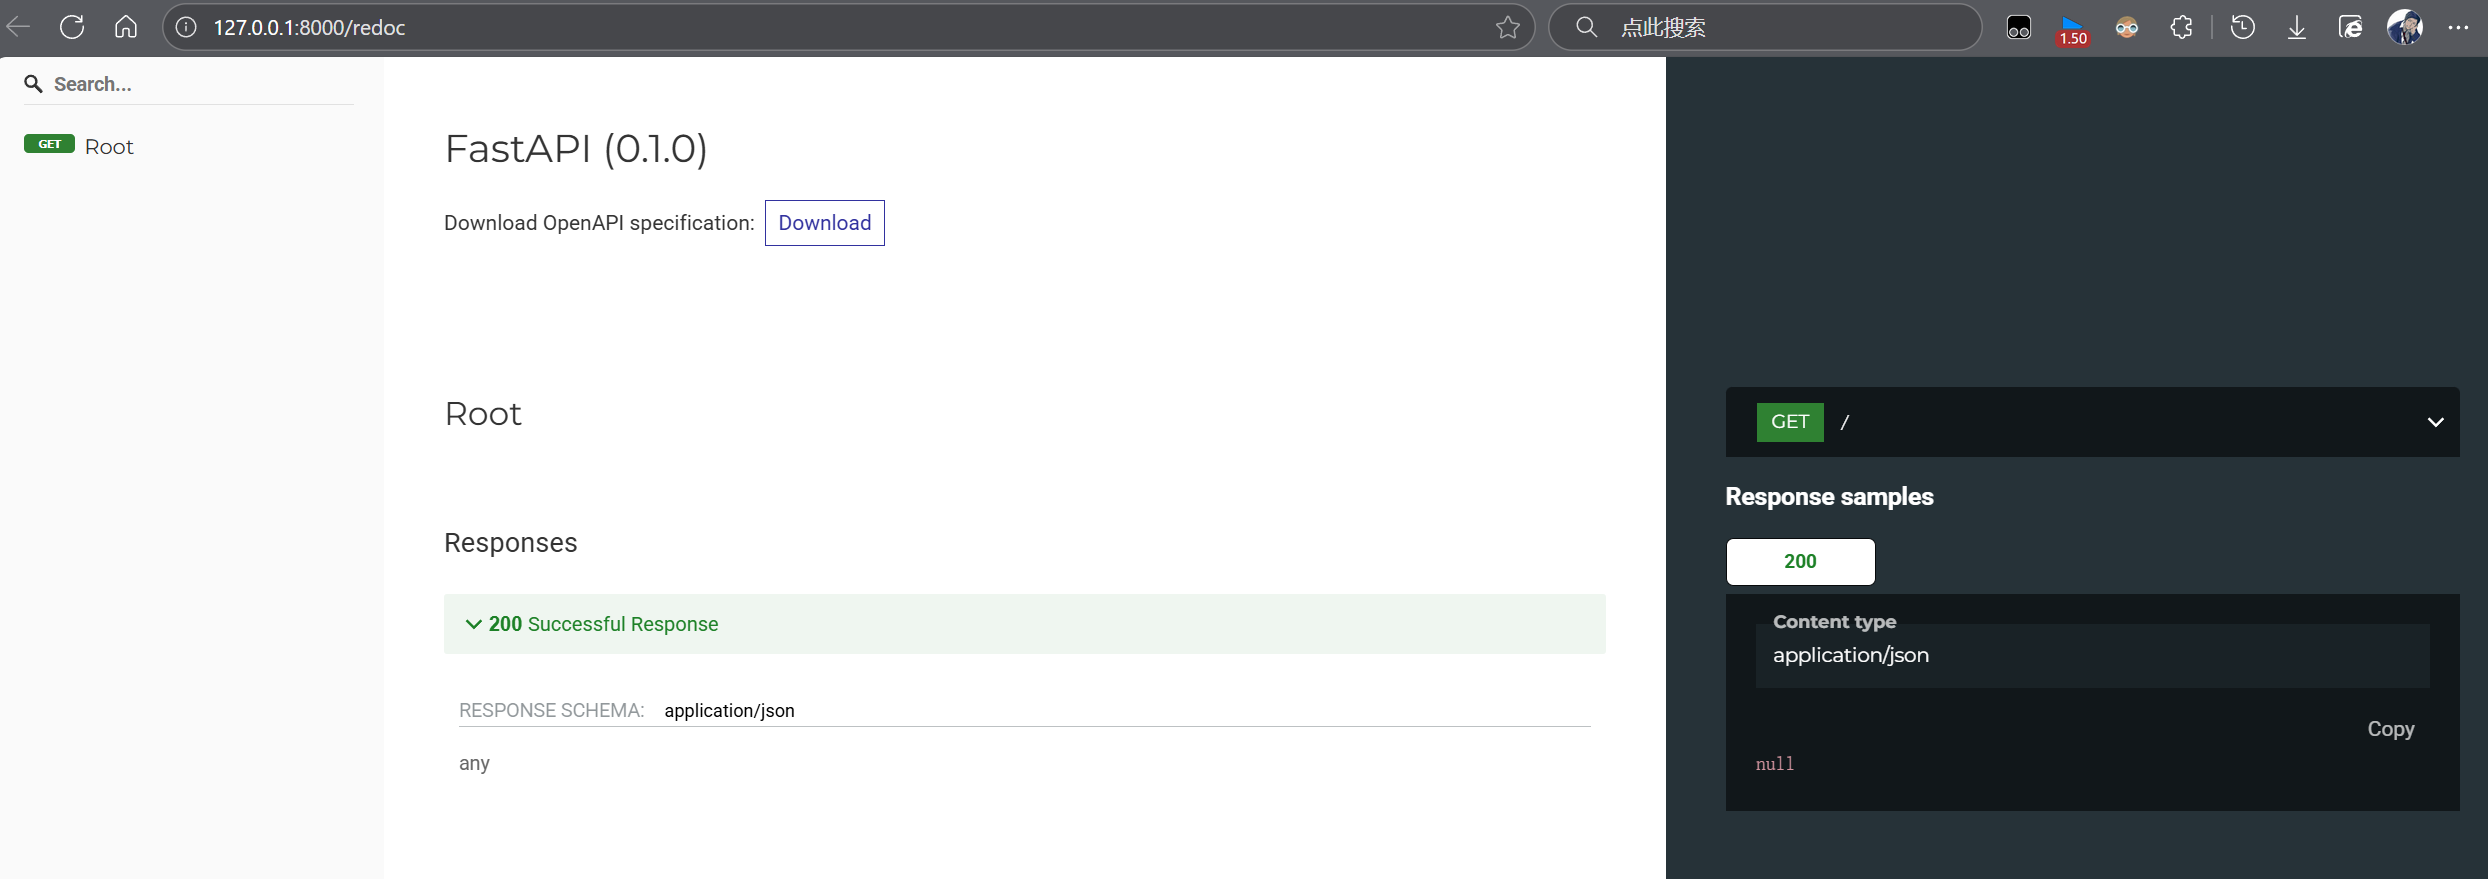 127.0.0.1:8000/redoc
点此搜索
1.50
Search...
GET Root
FastAPI (0.1.0)
Download OpenAPI specification: Download
Root
Responses
200 Successful Response
RESPONSE SCHEMA: application/json
any
GET /
Response samples
200
Content type
application/json
Copy
null